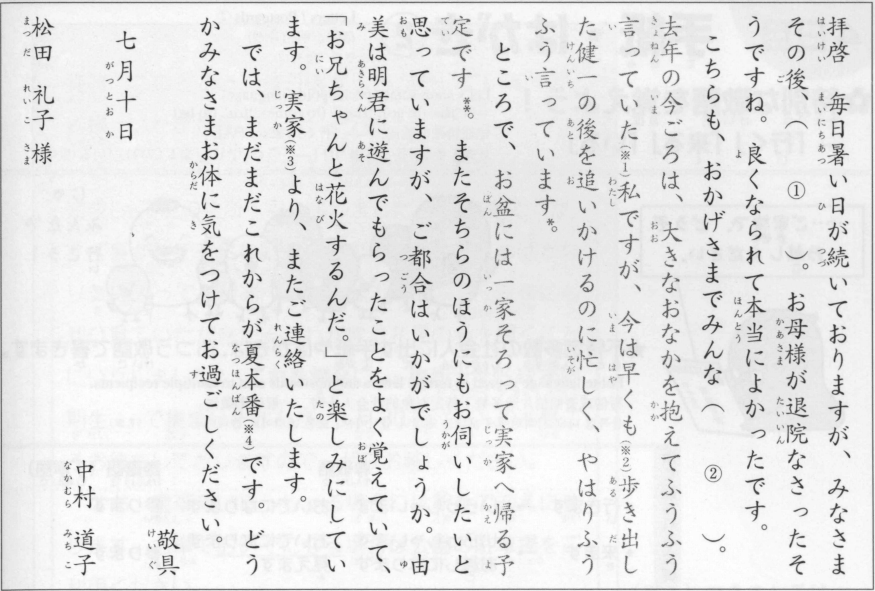 拝啓 毎日暑い日が続いておりますが、みなさま
その後、 ① )。お母様が退院なさったそ
うですね。良くなられて本当によかったです。
こちらも、おかげさまでみんな( ② )。
去年の今ごろは、大きなおなかを抱えてふうふう
言っていた(※1)私ですが、今は早 も(※2)歩き出し
た健一の後を追いかけるのに忙しく やはりふう
ふう言っ います*。
ところで、お盆には一家そろって実家へ帰る予
定です**。またそちらのほうにもお伺いしたいと
思っていますが、ご都合はいかがでしょうか。由
美は明君に遊んでもらったことをよ 覚えていて、
「お兄ちゃんと花火するんだ」と楽しみにしてい
ます。実家(※3)より、またご連絡いたします。
では、まだまだこれからが夏本番(※4)です。どう
かみなさまお体に気をつけ お過ごしください。
敬具
七月十日
中村 道子
松田 礼子様